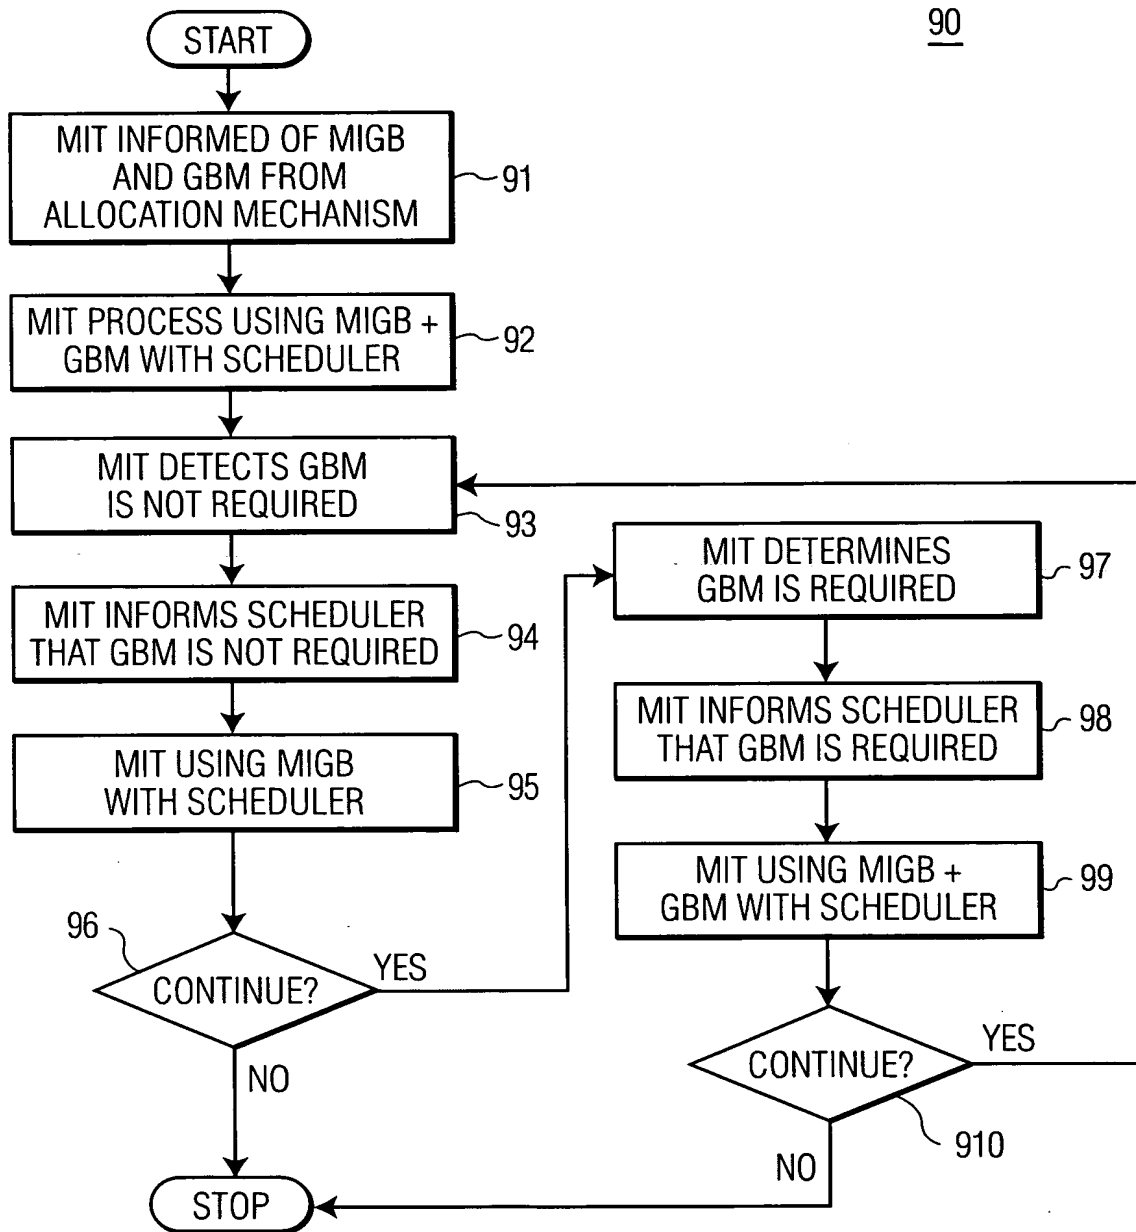 90
START
MIT INFORMED OF MIGB
AND GBM FROM
ALLOCATION MECHANISM
91
MIT PROCESS USING MIGB +
GBM WITH SCHEDULER
92
MIT DETECTS GBM
IS NOT REQUIRED
93
MIT INFORMS SCHEDULER
THAT GBM IS NOT REQUIRED
94
MIT USING MIGB
WITH SCHEDULER
95
96
CONTINUE?
YES
NO
MIT DETERMINES
GBM IS REQUIRED
97
MIT INFORMS SCHEDULER
THAT GBM IS REQUIRED
98
MIT USING MIGB +
GBM WITH SCHEDULER
99
CONTINUE?
YES
910
NO
STOP